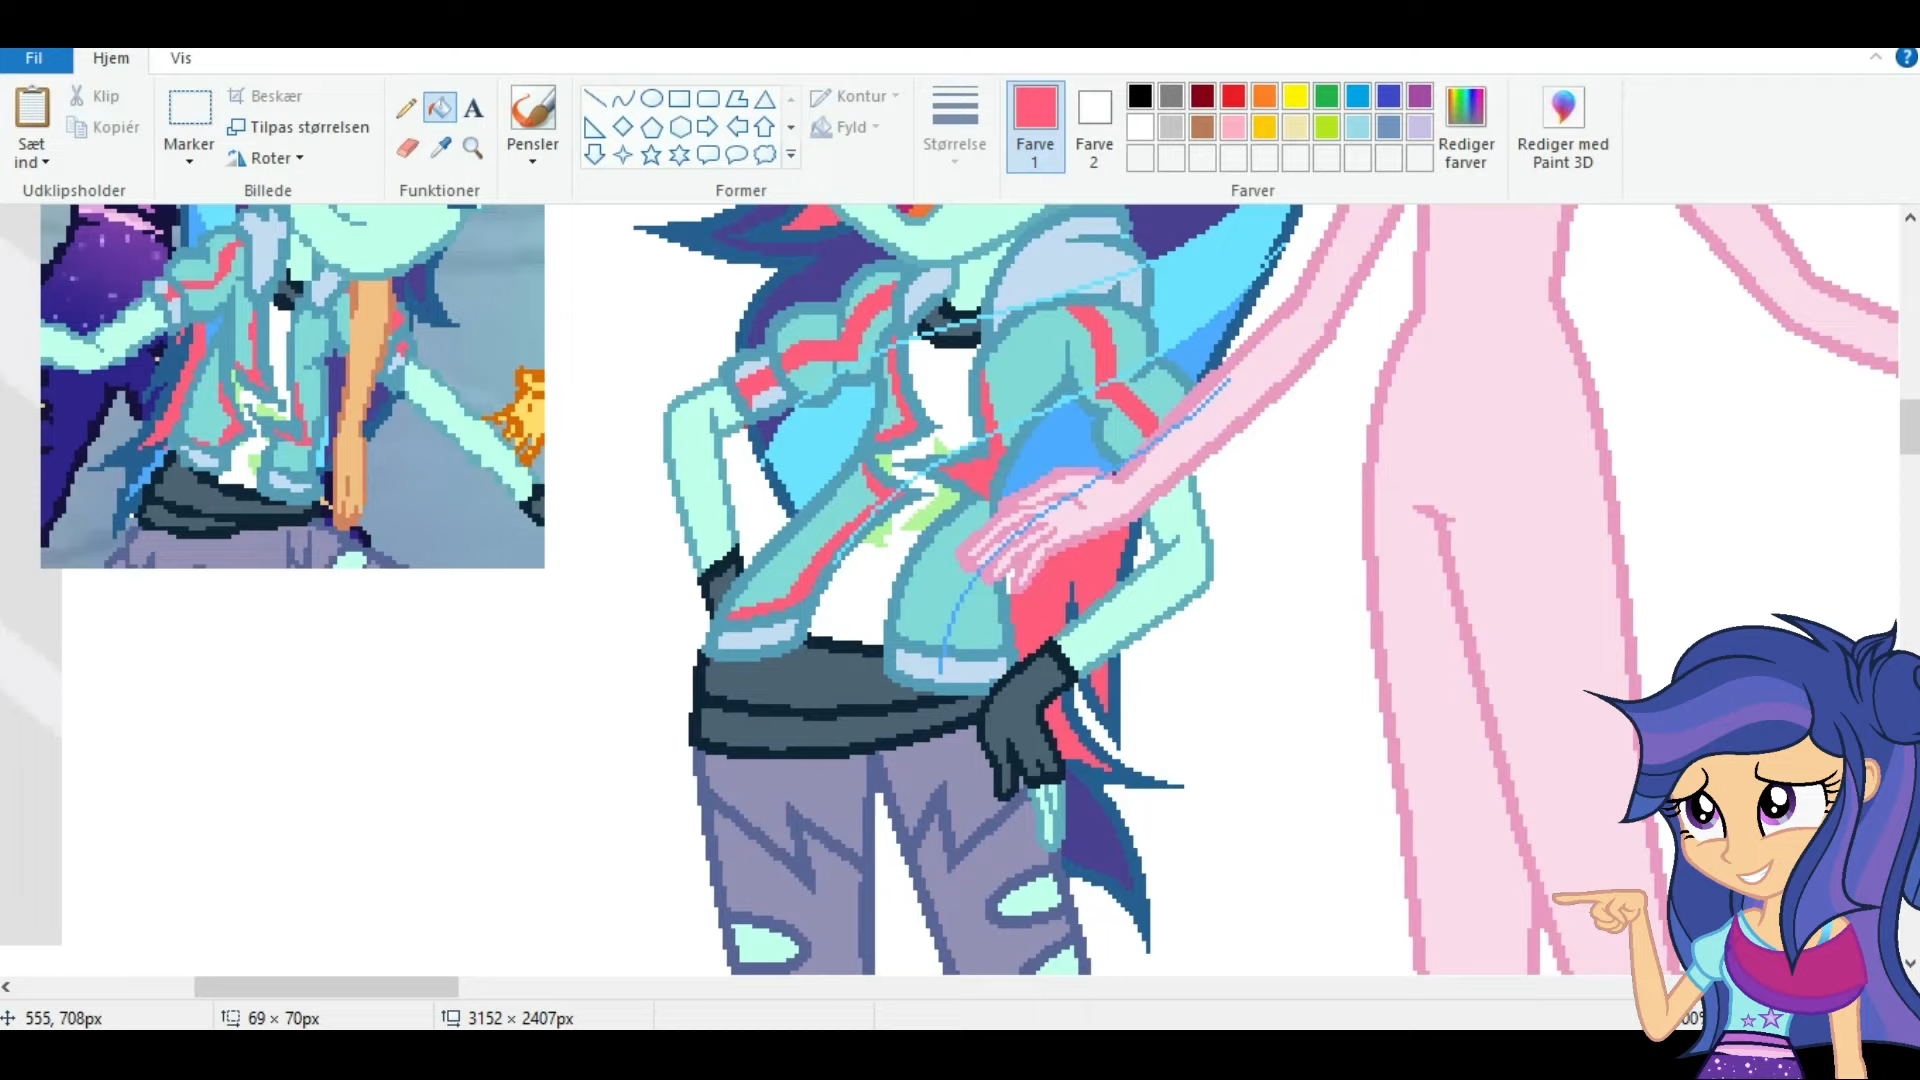 Fil Hjem Vis
Sæt ind
Klip
Kopiér
Udklipsholder
Marker
Beskær
Tilpas størrelsen
Roter
Billede
A
Funktioner
Pensler
Kontur
Fyld
Former
Størrelse
Farve 1
Farve 2
Rediger farver
Farver
Rediger med Paint 3D
?
555, 708px
69 × 70px
3152 × 2407px